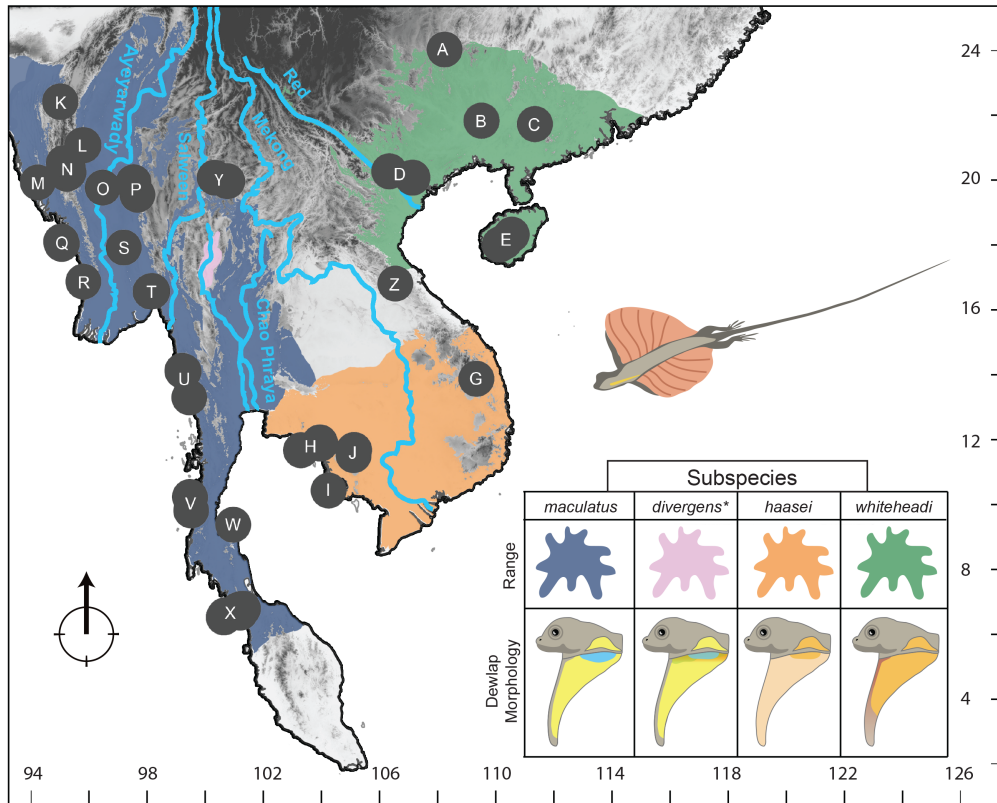 A
B
C
D
E
K
L
N
M
O
P
Q
S
R
T
Y
Z
G
U
H
J
I
V
W
X
Ayeyarwady
Salween
Mekong
Red
Chao Phraya
24
20
16
12
8
4
94
98
102
106
110
114
118
122
126
Subspecies
maculatus divergens* haasei whiteheadi
Range
Dewlap
Morphology